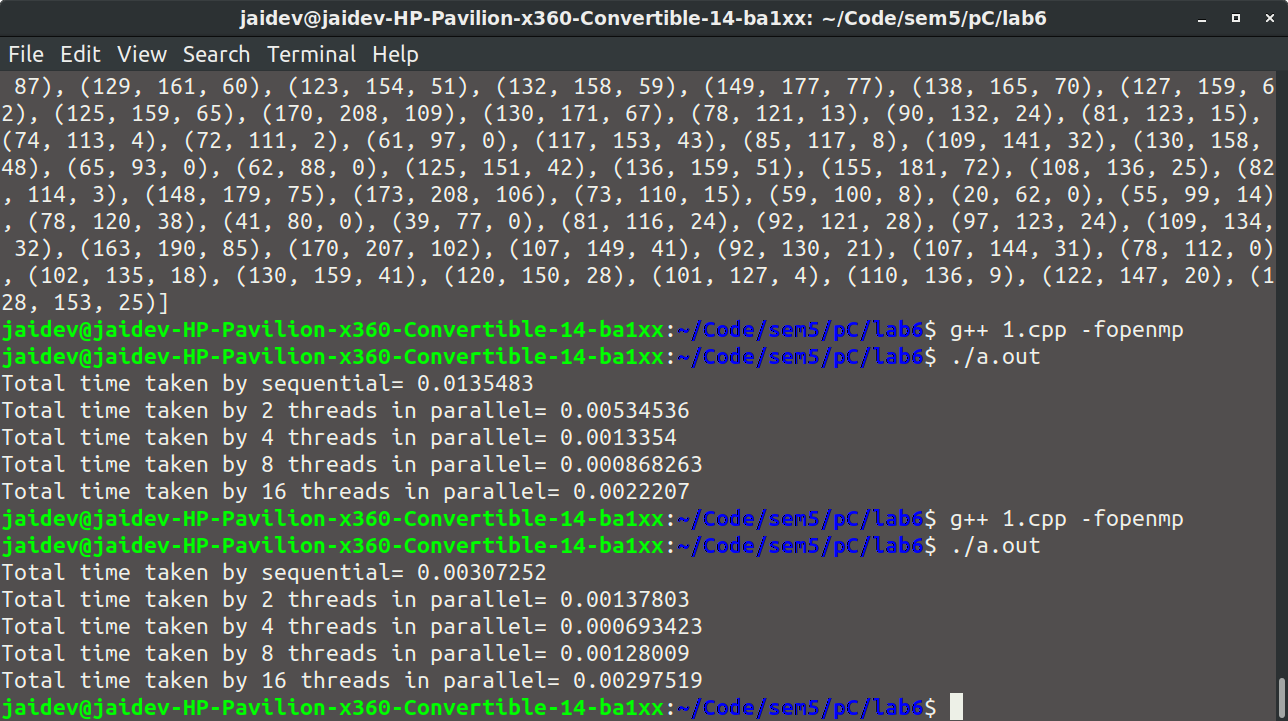 jaidev@jaidev-HP-Pavilion-x360-Convertible-14-ba1xx: ~/Code/sem5/pC/lab6
File Edit View Search Terminal Help
 87), (129, 161, 60), (123, 154, 51), (132, 158, 59), (149, 177, 77), (138, 165, 70), (127, 159, 6
2), (125, 159, 65), (170, 208, 109), (130, 171, 67), (78, 121, 13), (90, 132, 24), (81, 123, 15),
(74, 113, 4), (72, 111, 2), (61, 97, 0), (117, 153, 43), (85, 117, 8), (109, 141, 32), (130, 158,
48), (65, 93, 0), (62, 88, 0), (125, 151, 42), (136, 159, 51), (155, 181, 72), (108, 136, 25), (82
, 114, 3), (148, 179, 75), (173, 208, 106), (73, 110, 15), (59, 100, 8), (20, 62, 0), (55, 99, 14)
, (78, 120, 38), (41, 80, 0), (39, 77, 0), (81, 116, 24), (92, 121, 28), (97, 123, 24), (109, 134,
 32), (163, 190, 85), (170, 207, 102), (107, 149, 41), (92, 130, 21), (107, 144, 31), (78, 112, 0)
, (102, 135, 18), (130, 159, 41), (120, 150, 28), (101, 127, 4), (110, 136, 9), (122, 147, 20), (1
28, 153, 25)]
jaidev@jaidev-HP-Pavilion-x360-Convertible-14-ba1xx:~/Code/sem5/pC/lab6$ g++ 1.cpp -fopenmp
jaidev@jaidev-HP-Pavilion-x360-Convertible-14-ba1xx:~/Code/sem5/pC/lab6$ ./a.out
Total time taken by sequential= 0.0135483
Total time taken by 2 threads in parallel= 0.00534536
Total time taken by 4 threads in parallel= 0.0013354
Total time taken by 8 threads in parallel= 0.000868263
Total time taken by 16 threads in parallel= 0.0022207
jaidev@jaidev-HP-Pavilion-x360-Convertible-14-ba1xx:~/Code/sem5/pC/lab6$ g++ 1.cpp -fopenmp
jaidev@jaidev-HP-Pavilion-x360-Convertible-14-ba1xx:~/Code/sem5/pC/lab6$ ./a.out
Total time taken by sequential= 0.00307252
Total time taken by 2 threads in parallel= 0.00137803
Total time taken by 4 threads in parallel= 0.000693423
Total time taken by 8 threads in parallel= 0.00128009
Total time taken by 16 threads in parallel= 0.00297519
jaidev@jaidev-HP-Pavilion-x360-Convertible-14-ba1xx:~/Code/sem5/pC/lab6$